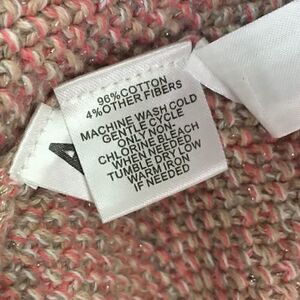 96%COTTON
4%OTHER FIBERS
MACHINE WASH COLD
GENTLE CYCLE
ONLY NON-
CHLORINE BLEACH
WHEN NEEDED
TUMBLE DRY LOW
WARM IRON
IF NEEDED